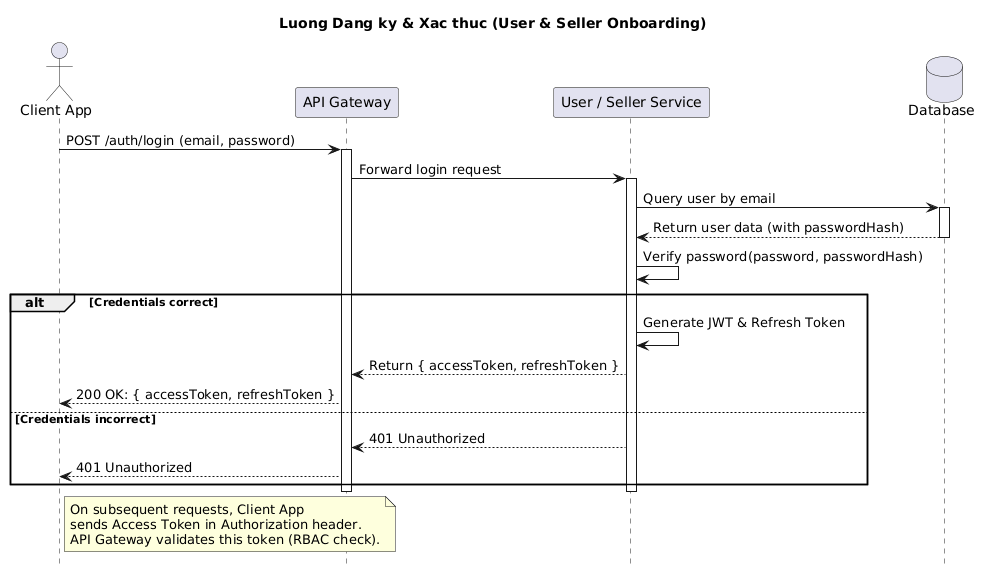 Luong Dang ky & Xac thuc (User & Seller Onboarding)
Client App
API Gateway
User / Seller Service
Database
POST /auth/login (email, password)
Forward login request
Query user by email
Return user data (with passwordHash)
Verify password(password, passwordHash)
alt [Credentials correct]
Generate JWT & Refresh Token
Return { accessToken, refreshToken }
200 OK: { accessToken, refreshToken }
[Credentials incorrect]
401 Unauthorized
401 Unauthorized
On subsequent requests, Client App
sends Access Token in Authorization header.
API Gateway validates this token (RBAC check).